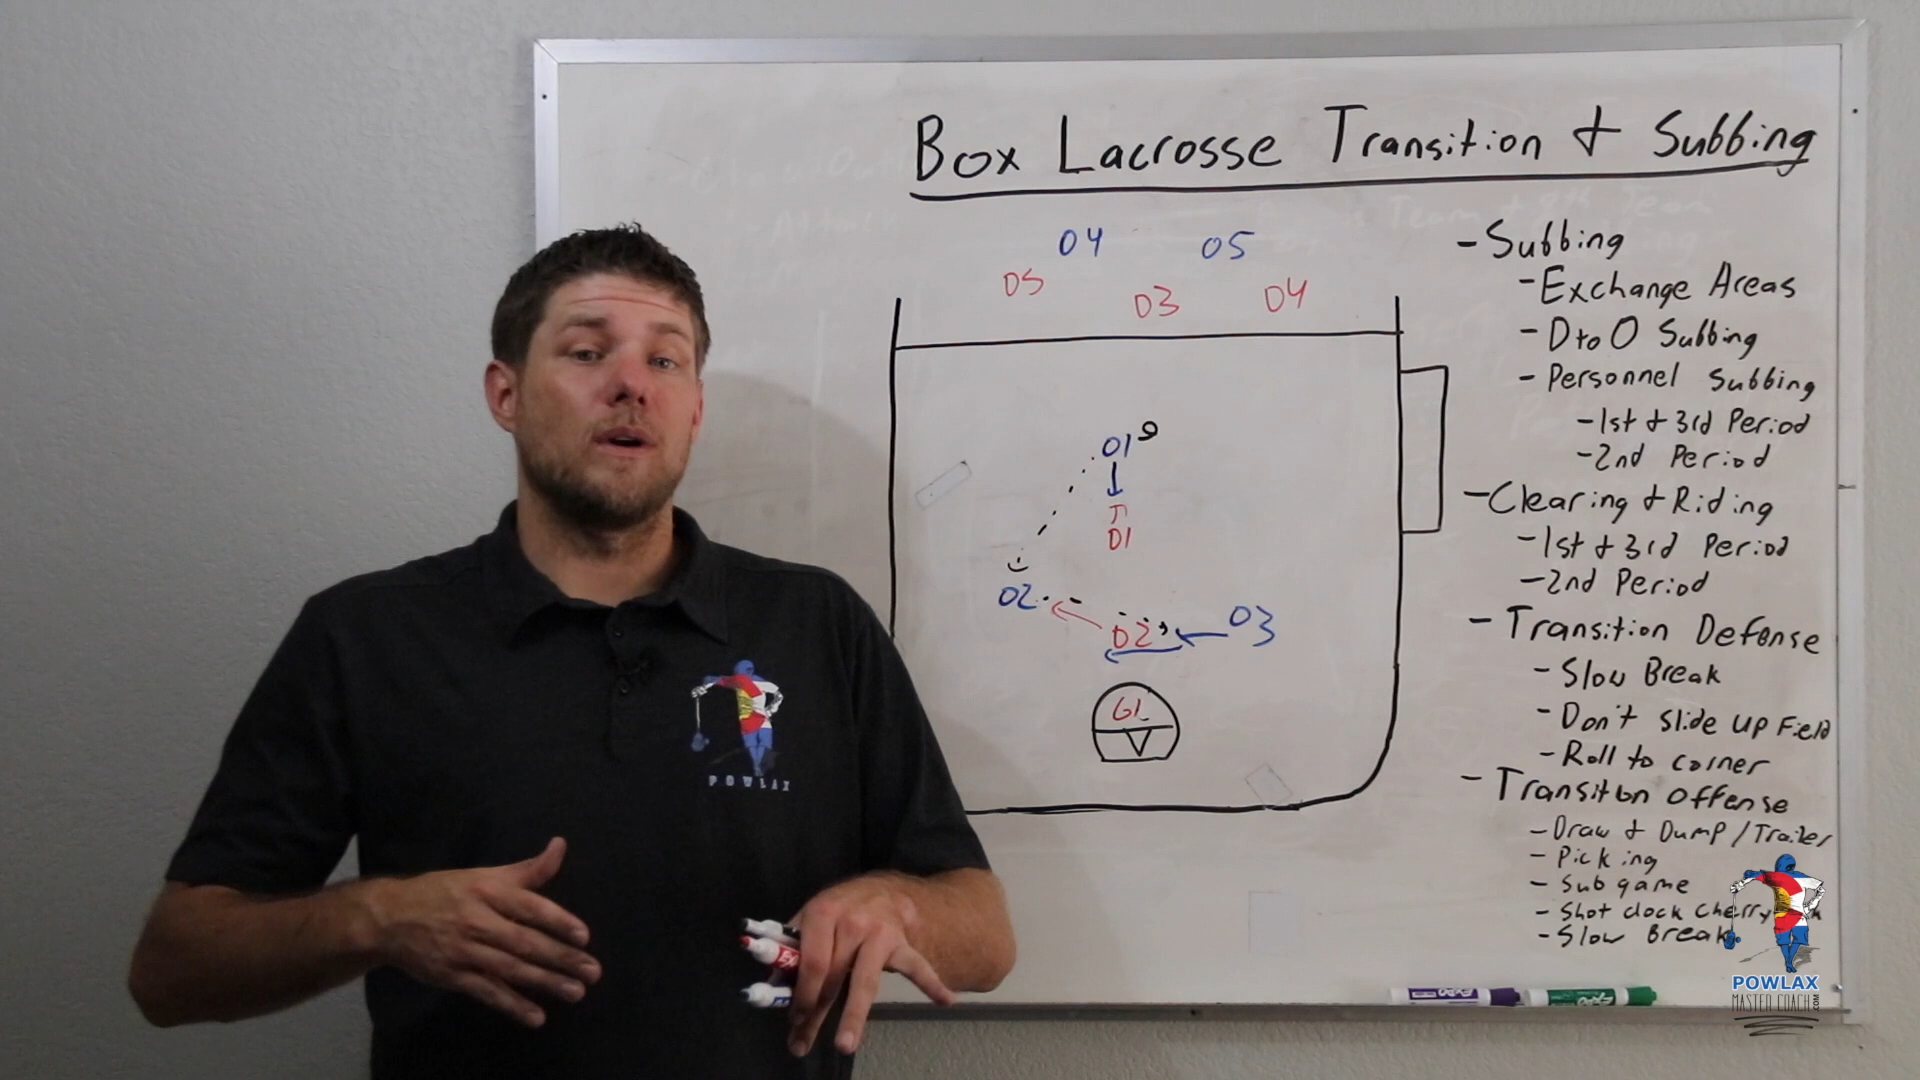 Box Lacrosse Transition & Subbing
O4 O5
D5 D3 D4
O1
D1
O2
D2 O3
GL
- Subbing
- Exchange Areas
- D to O Subbing
- Personnel Subbing
- 1st & 3rd Period
- 2nd Period
- Clearing & Riding
- 1st & 3rd Period
- 2nd Period
- Transition Defense
- Slow Break
- Don't slide up Field
- Roll to corner
- Transiton offense
- Draw & Dump/Trailer
- Picking
- Sub game
- Shot clock Cherry
- Slow Break
POWLAX
POWLAX
MASTER COACH.COM